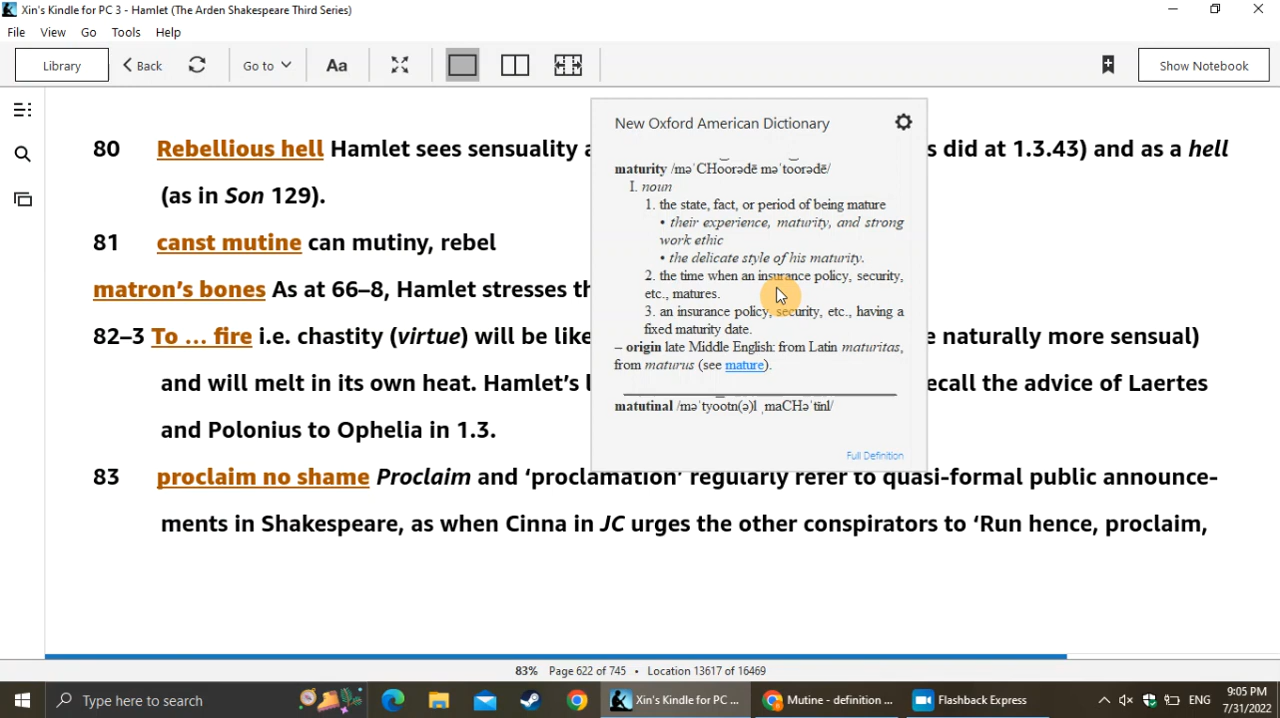 Xin's Kindle for PC 3 - Hamlet (The Arden Shakespeare Third Series)
File View Go Tools Help
Library Back Go to Aa Show Notebook
New Oxford American Dictionary
maturity /məˈCHo͝orədē məˈto͝orədē/
I. noun
1. the state, fact, or period of being mature
• their experience, maturity, and strong
work ethic
• the delicate style of his maturity.
2. the time when an insurance policy, security,
etc., matures.
3. an insurance policy, security, etc., having a
fixed maturity date.
– origin late Middle English: from Latin maturitas,
from maturus (see mature).
matutinal /məˈtyo͞otn(ə)l ˌmaCHəˈtīnl/
Full Definition
80 Rebellious hell Hamlet sees sensuality s did at 1.3.43) and as a hell
(as in Son 129).
81 canst mutine can mutiny, rebel
matron's bones As at 66–8, Hamlet stresses th
82–3 To ... fire i.e. chastity (virtue) will be like e naturally more sensual)
and will melt in its own heat. Hamlet's l ecall the advice of Laertes
and Polonius to Ophelia in 1.3.
83 proclaim no shame Proclaim and 'proclamation' regularly refer to quasi-formal public announce-
ments in Shakespeare, as when Cinna in JC urges the other conspirators to 'Run hence, proclaim,
83% Page 622 of 745 • Location 13617 of 16469
Type here to search
Xin's Kindle for PC ...
Mutine - definition ...
Flashback Express
ENG
9:05 PM
7/31/2022